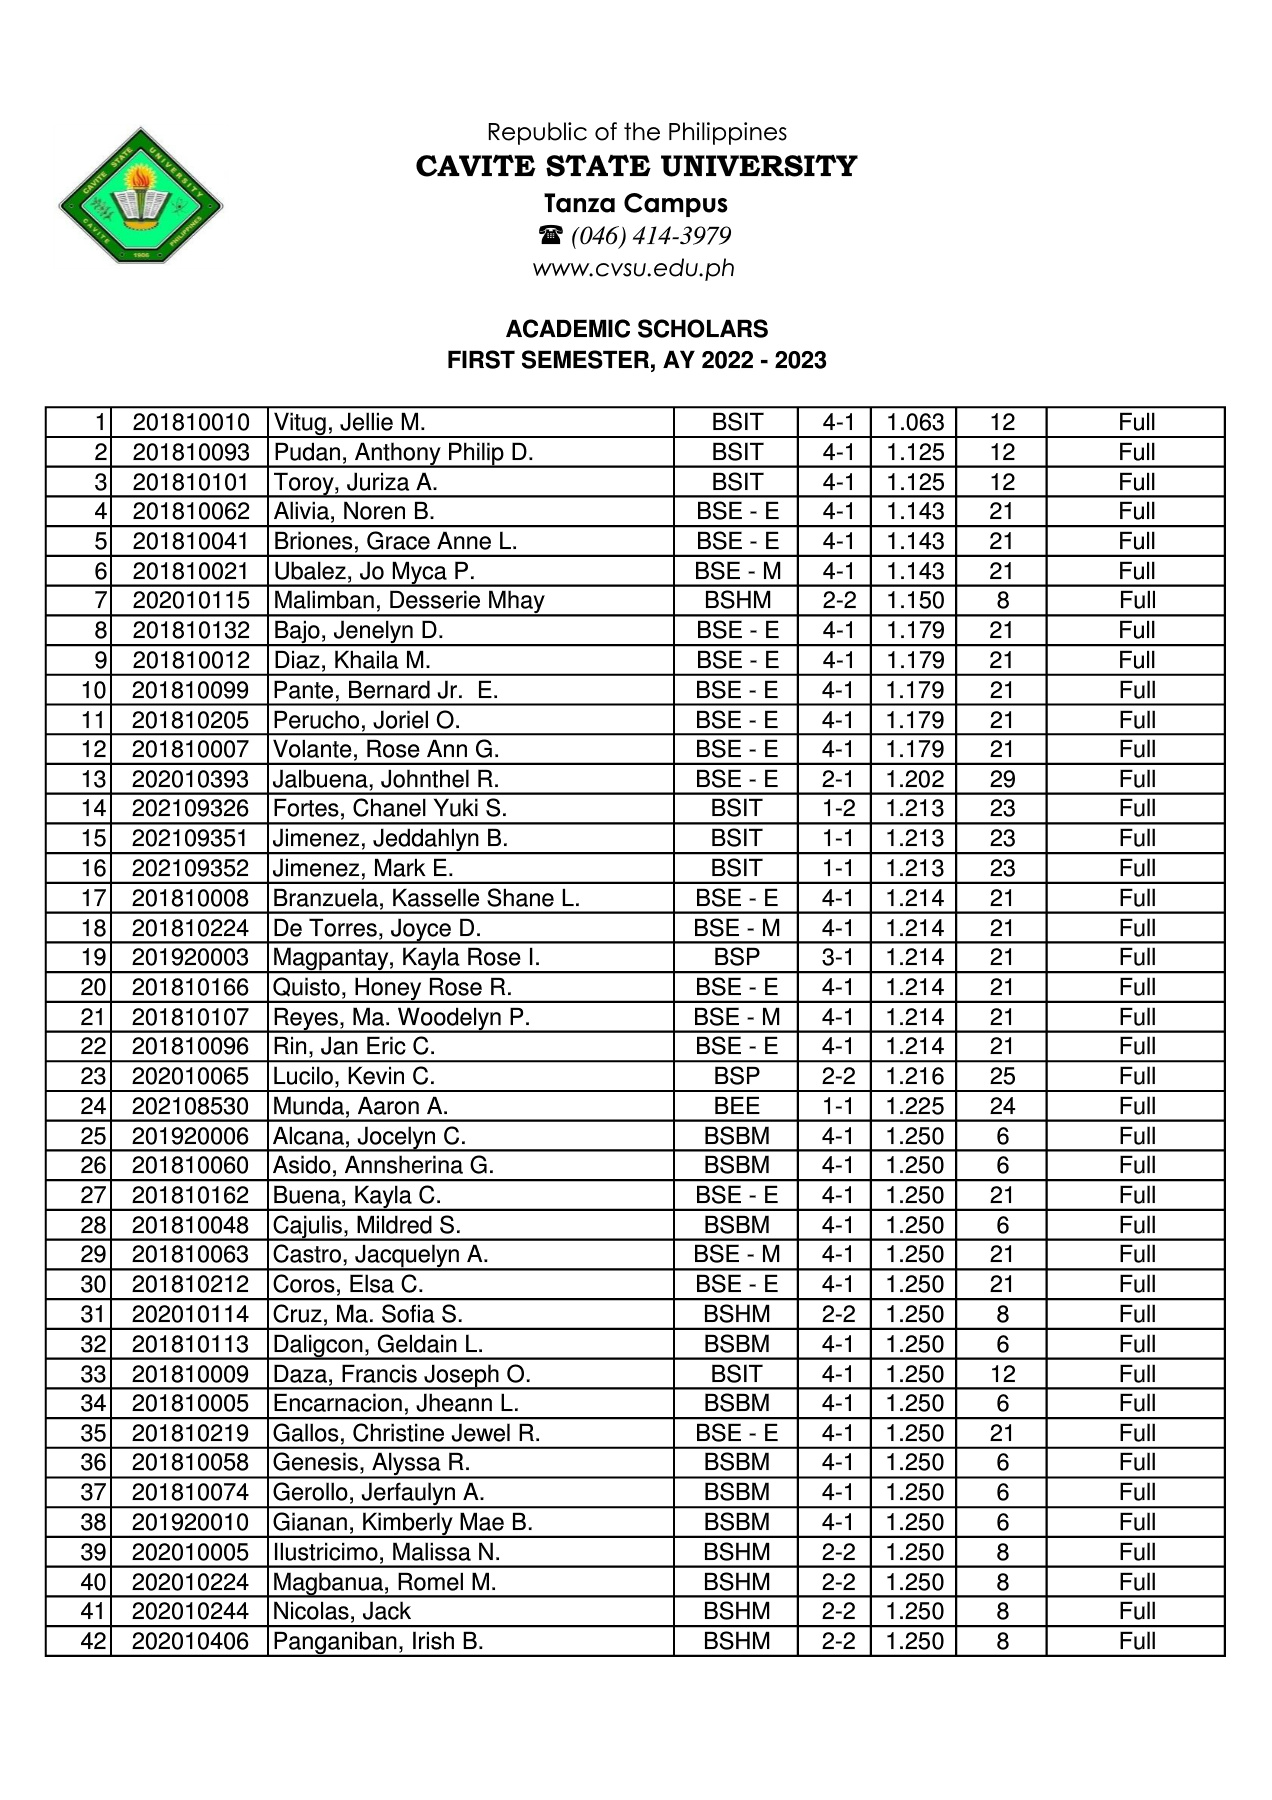 Republic of the Philippines
CAVITE STATE UNIVERSITY
Tanza Campus
☎ (046) 414-3979
www.cvsu.edu.ph
CAVITE STATE UNIVERSITY
CAVITE PHILIPPINES
1906
ACADEMIC SCHOLARS
FIRST SEMESTER, AY 2022 - 2023
1 201810010 Vitug, Jellie M. BSIT 4-1 1.063 12 Full
2 201810093 Pudan, Anthony Philip D. BSIT 4-1 1.125 12 Full
3 201810101 Toroy, Juriza A. BSIT 4-1 1.125 12 Full
4 201810062 Alivia, Noren B. BSE - E 4-1 1.143 21 Full
5 201810041 Briones, Grace Anne L. BSE - E 4-1 1.143 21 Full
6 201810021 Ubalez, Jo Myca P. BSE - M 4-1 1.143 21 Full
7 202010115 Malimban, Desserie Mhay BSHM 2-2 1.150 8 Full
8 201810132 Bajo, Jenelyn D. BSE - E 4-1 1.179 21 Full
9 201810012 Diaz, Khaila M. BSE - E 4-1 1.179 21 Full
10 201810099 Pante, Bernard Jr. E. BSE - E 4-1 1.179 21 Full
11 201810205 Perucho, Joriel O. BSE - E 4-1 1.179 21 Full
12 201810007 Volante, Rose Ann G. BSE - E 4-1 1.179 21 Full
13 202010393 Jalbuena, Johnthel R. BSE - E 2-1 1.202 29 Full
14 202109326 Fortes, Chanel Yuki S. BSIT 1-2 1.213 23 Full
15 202109351 Jimenez, Jeddahlyn B. BSIT 1-1 1.213 23 Full
16 202109352 Jimenez, Mark E. BSIT 1-1 1.213 23 Full
17 201810008 Branzuela, Kasselle Shane L. BSE - E 4-1 1.214 21 Full
18 201810224 De Torres, Joyce D. BSE - M 4-1 1.214 21 Full
19 201920003 Magpantay, Kayla Rose I. BSP 3-1 1.214 21 Full
20 201810166 Quisto, Honey Rose R. BSE - E 4-1 1.214 21 Full
21 201810107 Reyes, Ma. Woodelyn P. BSE - M 4-1 1.214 21 Full
22 201810096 Rin, Jan Eric C. BSE - E 4-1 1.214 21 Full
23 202010065 Lucilo, Kevin C. BSP 2-2 1.216 25 Full
24 202108530 Munda, Aaron A. BEE 1-1 1.225 24 Full
25 201920006 Alcana, Jocelyn C. BSBM 4-1 1.250 6 Full
26 201810060 Asido, Annsherina G. BSBM 4-1 1.250 6 Full
27 201810162 Buena, Kayla C. BSE - E 4-1 1.250 21 Full
28 201810048 Cajulis, Mildred S. BSBM 4-1 1.250 6 Full
29 201810063 Castro, Jacquelyn A. BSE - M 4-1 1.250 21 Full
30 201810212 Coros, Elsa C. BSE - E 4-1 1.250 21 Full
31 202010114 Cruz, Ma. Sofia S. BSHM 2-2 1.250 8 Full
32 201810113 Daligcon, Geldain L. BSBM 4-1 1.250 6 Full
33 201810009 Daza, Francis Joseph O. BSIT 4-1 1.250 12 Full
34 201810005 Encarnacion, Jheann L. BSBM 4-1 1.250 6 Full
35 201810219 Gallos, Christine Jewel R. BSE - E 4-1 1.250 21 Full
36 201810058 Genesis, Alyssa R. BSBM 4-1 1.250 6 Full
37 201810074 Gerollo, Jerfaulyn A. BSBM 4-1 1.250 6 Full
38 201920010 Gianan, Kimberly Mae B. BSBM 4-1 1.250 6 Full
39 202010005 Ilustricimo, Malissa N. BSHM 2-2 1.250 8 Full
40 202010224 Magbanua, Romel M. BSHM 2-2 1.250 8 Full
41 202010244 Nicolas, Jack BSHM 2-2 1.250 8 Full
42 202010406 Panganiban, Irish B. BSHM 2-2 1.250 8 Full